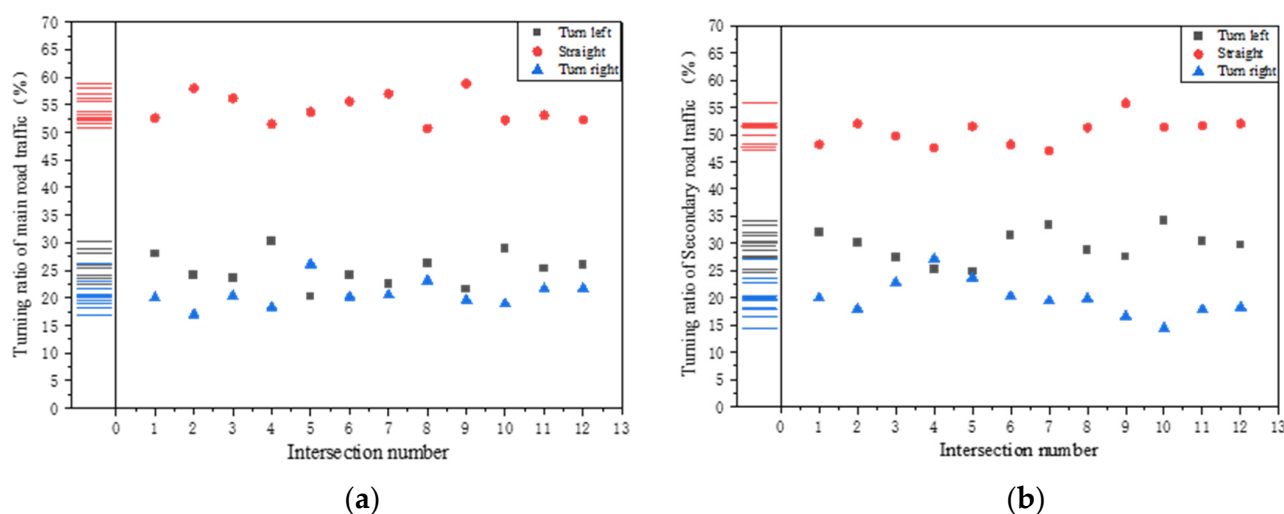 70
65
60
55
50
45
40
35
30
25
20
15
10
5
0
Turning ratio of main road traffic (%)
Turn left
Straight
Turn right
0 1 2 3 4 5 6 7 8 9 10 11 12 13
Intersection number
(a)
70
65
60
55
50
45
40
35
30
25
20
15
10
5
0
Turning ratio of Secondary road traffic (%)
Turn left
Straight
Turn right
0 1 2 3 4 5 6 7 8 9 10 11 12 13
Intersection number
(b)